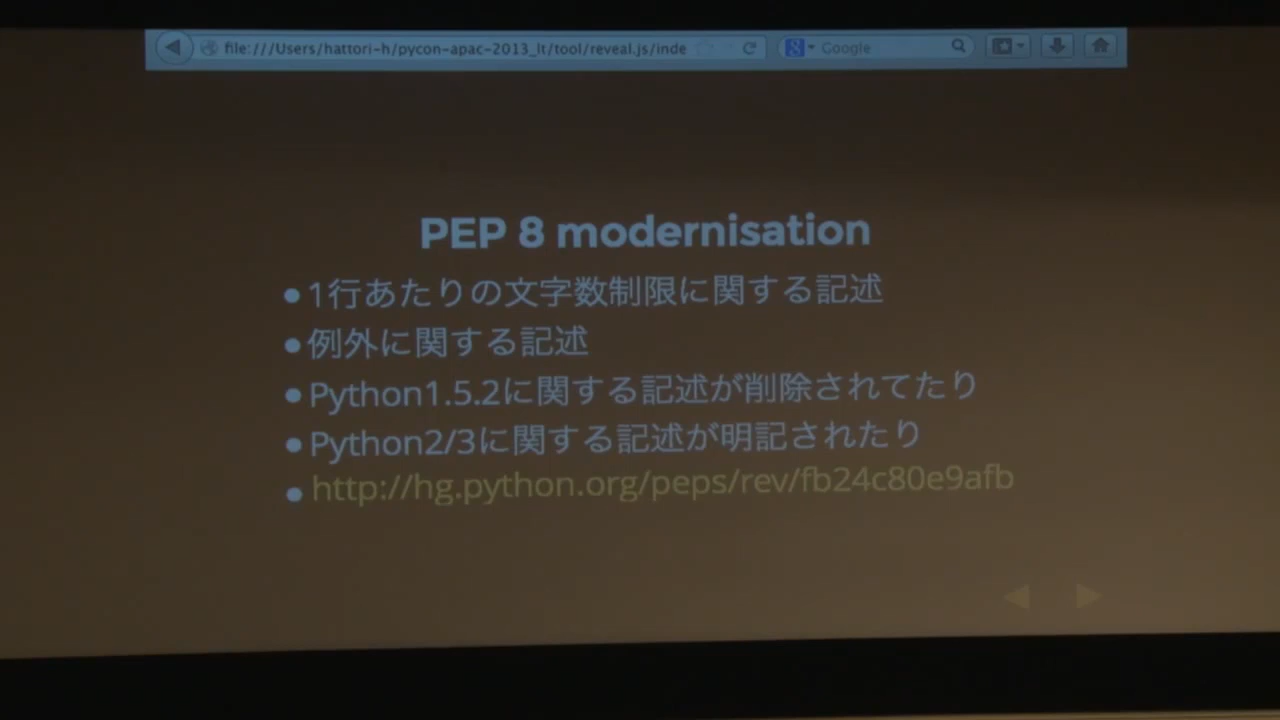 file:///Users/hattori-h/pycon-apac-2013_lt/tool/reveal.js/inde
Google
PEP 8 modernisation
●1行あたりの文字数制限に関する記述
●例外に関する記述
●Python1.5.2に関する記述が削除されてたり
●Python2/3に関する記述が明記されたり
●http://hg.python.org/peps/rev/fb24c80e9afb